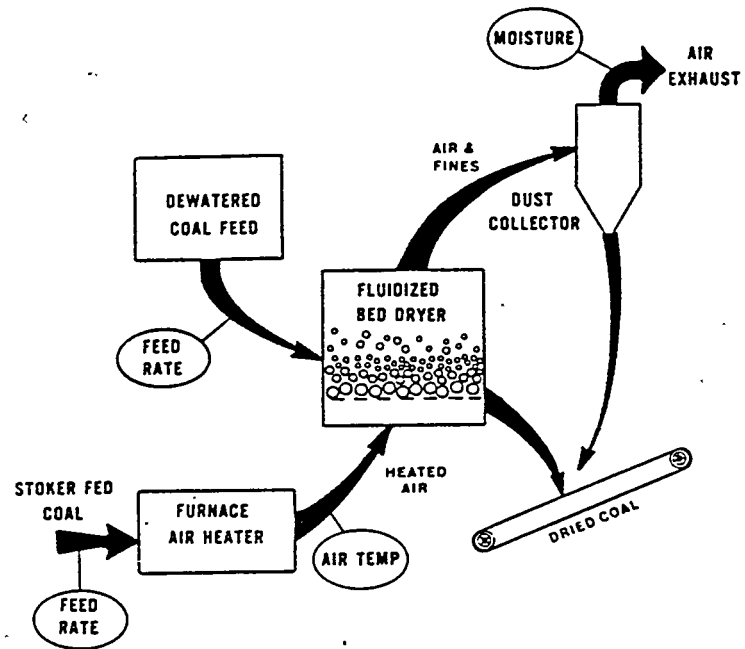 MOISTURE
AIR
EXHAUST
AIR &
FINES
DUST
COLLECTOR
DEWATERED
COAL FEED
FLUIDIZED
BED DRYER
FEED
RATE
HEATED
AIR
STOKER FED
COAL
FURNACE
AIR HEATER
AIR TEMP
DRIED COAL
FEED
RATE